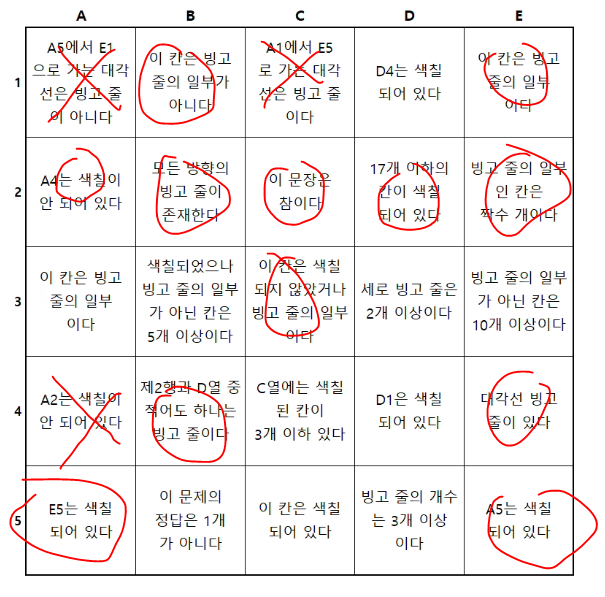 A B C D E
1
A5에서 E1
으로 가는 대각
선은 빙고 줄
이 아니다
이 칸은 빙고
줄의 일부가
아니다
A1에서 E5
로 가는 대각
선은 빙고 줄
이다
D4는 색칠
되어 있다
이 칸은 빙고
줄의 일부
이다
2
A4는 색칠이
안 되어 있다
모든 방향의
빙고 줄이
존재한다
이 문장은
참이다
17개 이하의
칸이 색칠
되어 있다
빙고 줄의 일부
인 칸은
짝수 개이다
3
이 칸은 빙고
줄의 일부
이다
색칠되었으나
빙고 줄의 일부
가 아닌 칸은
5개 이상이다
이 칸은 색칠
되지 않았거나
빙고 줄의 일부
이다
세로 빙고 줄은
2개 이상이다
빙고 줄의 일부
가 아닌 칸은
10개 이상이다
4
A2는 색칠이
안 되어 있다
제2행과 D열 중
적어도 하나는
빙고 줄이다
C열에는 색칠
된 칸이
3개 이하 있다
D1은 색칠
되어 있다
대각선 빙고
줄이 있다
5
E5는 색칠
되어 있다
이 문제의
정답은 1개
가 아니다
이 칸은 색칠
되어 있다
빙고 줄의 개수
는 3개 이상
이다
A5는 색칠
되어 있다